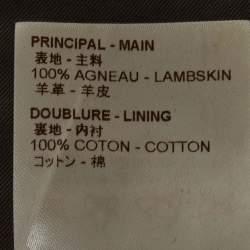 PRINCIPAL - MAIN
表地 - 主料
100% AGNEAU - LAMBSKIN
羊革 - 羊皮
DOUBLURE - LINING
裏地 - 内衬
100% COTON - COTTON
コットン - 棉